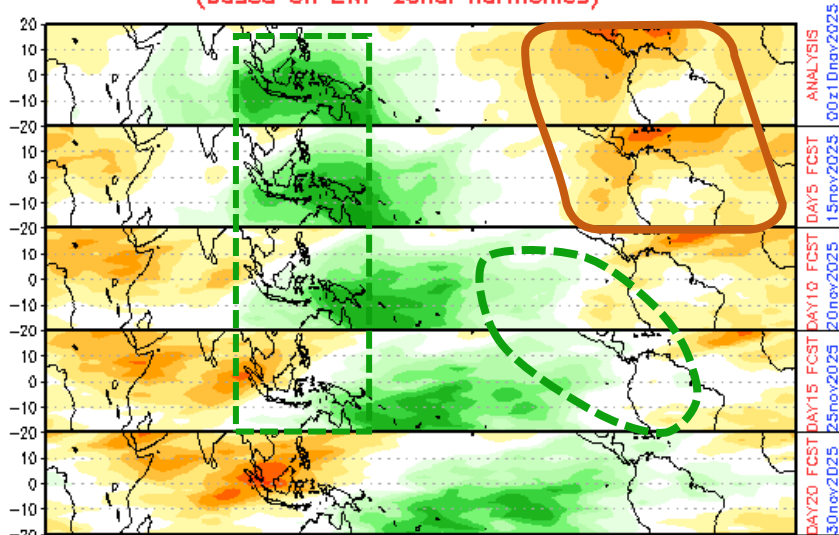 (Based on zonal harmonics)
20
10
0
-10
-20
10
0
-10
-20
10
0
-10
-20
10
0
-10
-20
10
0
-10
-20
ANALYSIS
00z10nov2025
DAY5 FCST
15nov2025
DAY10 FCST
20nov2025
DAY15 FCST
25nov2025
DAY20 FCST
30nov2025